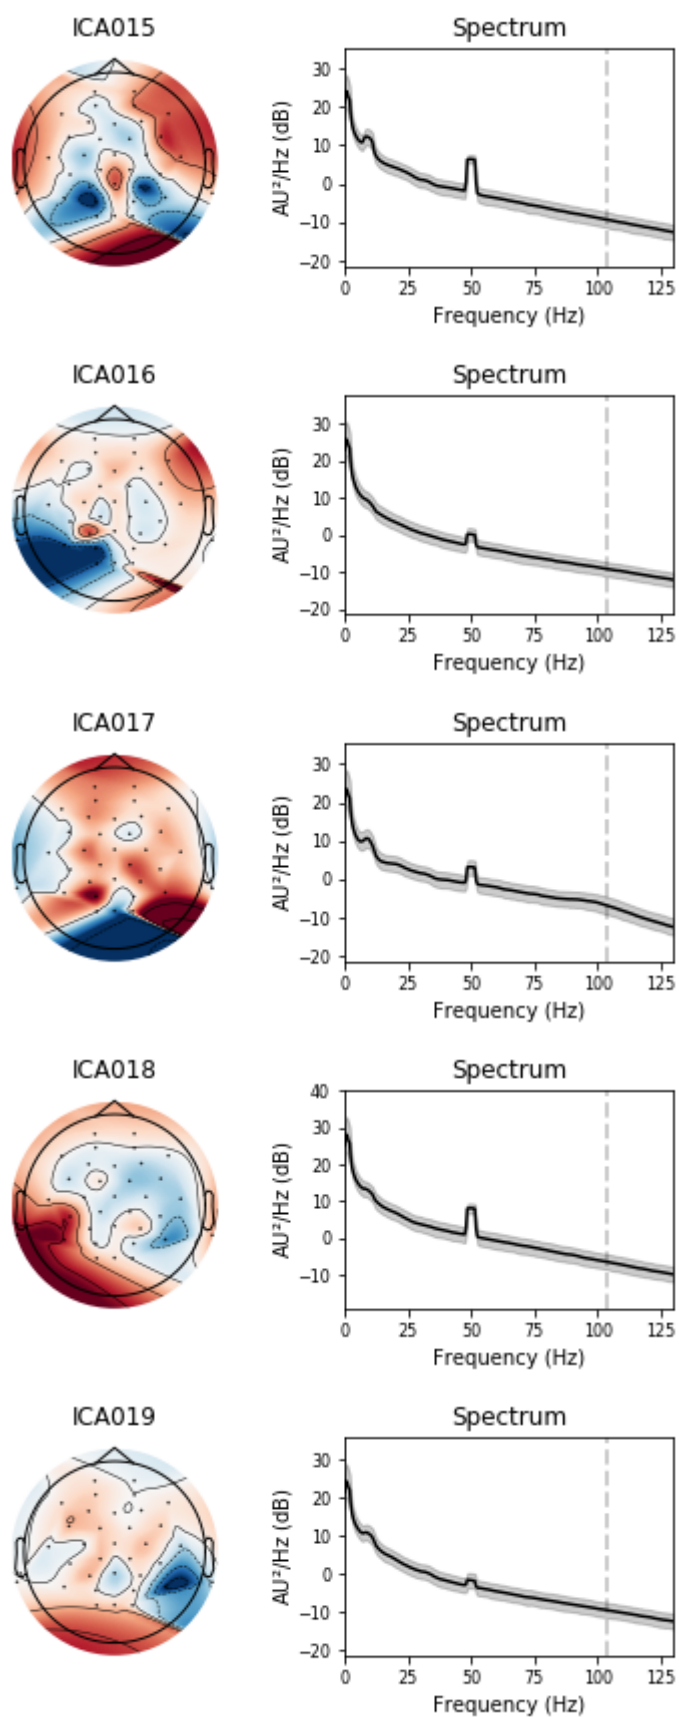 ICA015 Spectrum
30
20
10
0
−10
−20
AU²/Hz (dB)
0 25 50 75 100 125
Frequency (Hz)
ICA016 Spectrum
30
20
10
0
−10
−20
AU²/Hz (dB)
0 25 50 75 100 125
Frequency (Hz)
ICA017 Spectrum
30
20
10
0
−10
−20
AU²/Hz (dB)
0 25 50 75 100 125
Frequency (Hz)
ICA018 Spectrum
40
30
20
10
0
−10
AU²/Hz (dB)
0 25 50 75 100 125
Frequency (Hz)
ICA019 Spectrum
30
20
10
0
−10
−20
AU²/Hz (dB)
0 25 50 75 100 125
Frequency (Hz)